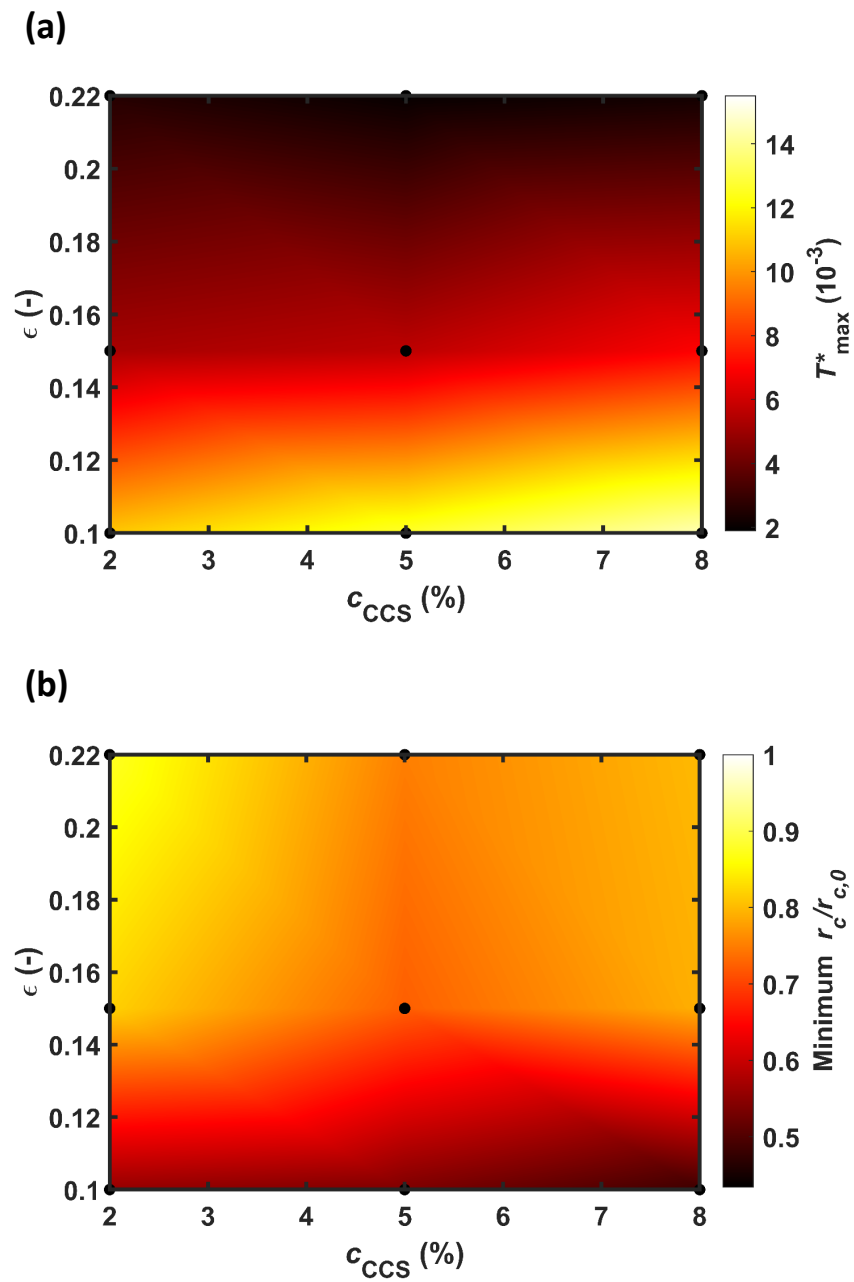 (a)
0.22
0.2
0.18
0.16
0.14
0.12
0.1
ϵ (-)
2 3 4 5 6 7 8
c_CCS (%)
14
12
10
8
6
4
2
T*_max (10^-3)
(b)
0.22
0.2
0.18
0.16
0.14
0.12
0.1
ϵ (-)
2 3 4 5 6 7 8
c_CCS (%)
1
0.9
0.8
0.7
0.6
0.5
Minimum r_c/r_c,0